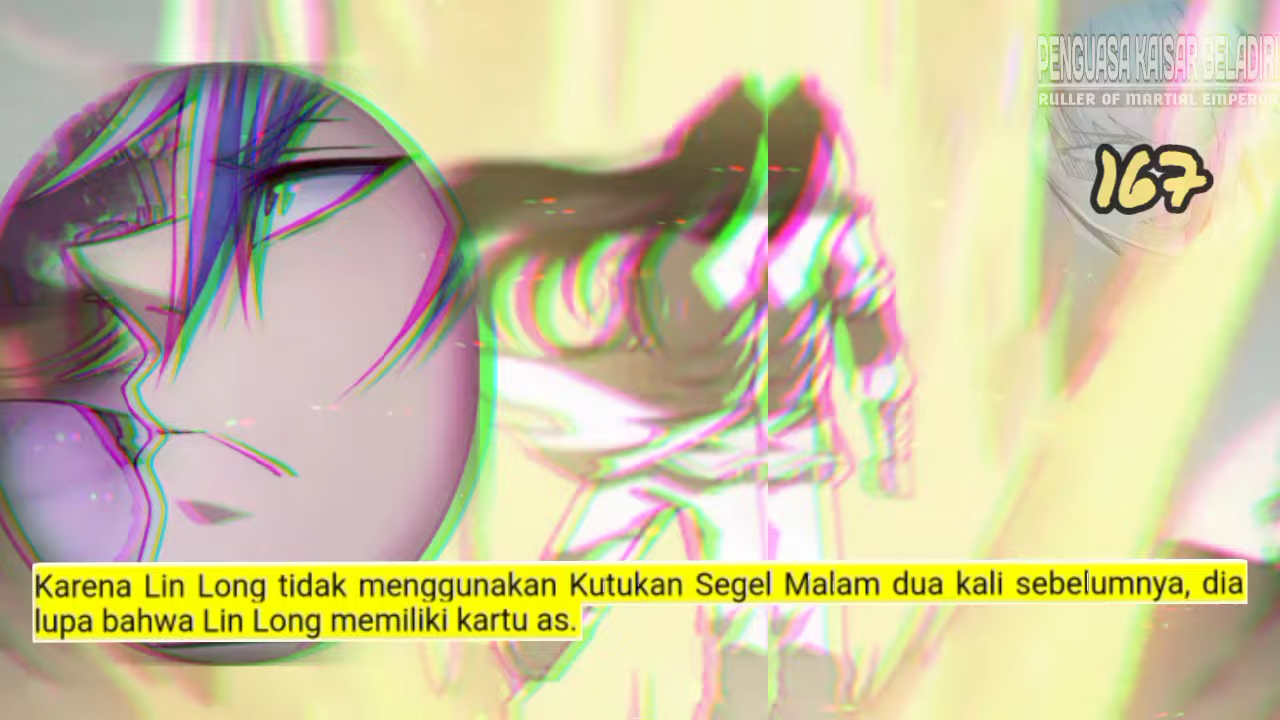 PENGUASA KAISAR BELADIRI
RULLER OF MARTIAL EMPEROR
167
Karena Lin Long tidak menggunakan Kutukan Segel Malam dua kali sebelumnya, dia
lupa bahwa Lin Long memiliki kartu as.